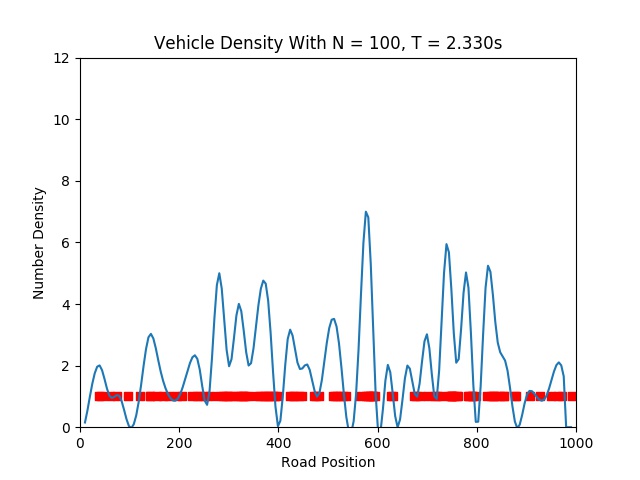 Vehicle Density With N = 100, T = 2.330s
12
10
8
6
4
2
0
Number Density
0 200 400 600 800 1000
Road Position